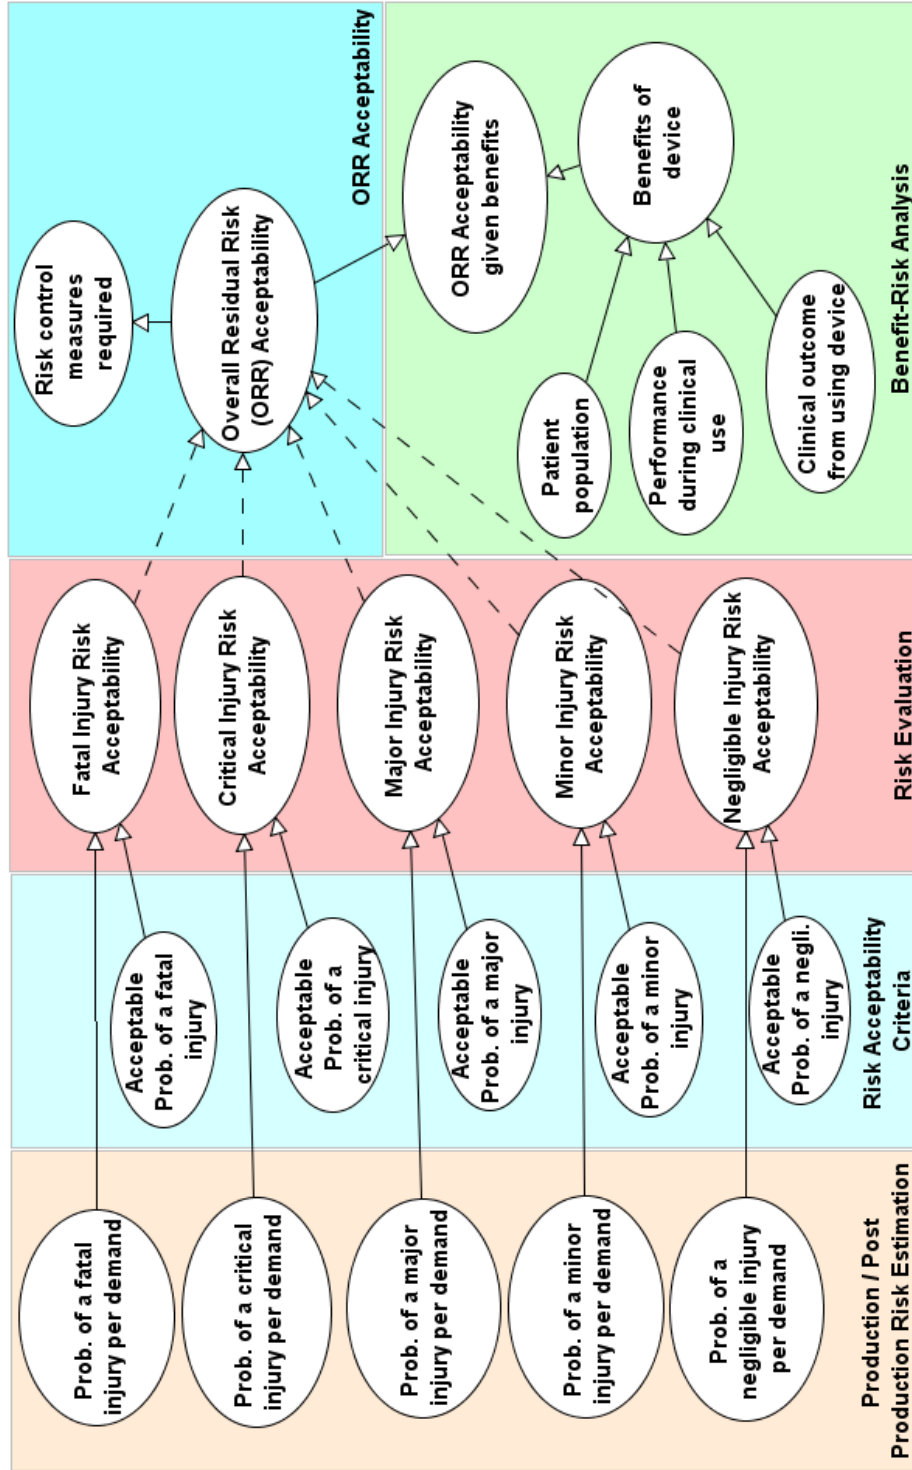 Prob. of a fatal
injury per demand
Prob. of a critical
injury per demand
Prob. of a major
injury per demand
Prob. of a minor
injury per demand
Prob. of a
negligible injury
per demand
Production / Post
Production Risk Estimation
Acceptable
Prob. of a fatal
injury
Acceptable
Prob. of a
critical injury
Acceptable
Prob. of a major
injury
Acceptable
Prob. of a minor
injury
Acceptable
Prob. of a negli.
injury
Risk Acceptability
Criteria
Fatal Injury Risk
Acceptability
Critical Injury Risk
Acceptability
Major Injury Risk
Acceptability
Minor Injury Risk
Acceptability
Negligible Injury Risk
Acceptability
Risk Evaluation
Risk control
measures
required
Overall Residual Risk
(ORR) Acceptability
ORR Acceptability
ORR Acceptability
given benefits
Benefits of
device
Patient
population
Performance
during clinical
use
Clinical outcome
from using device
Benefit-Risk Analysis